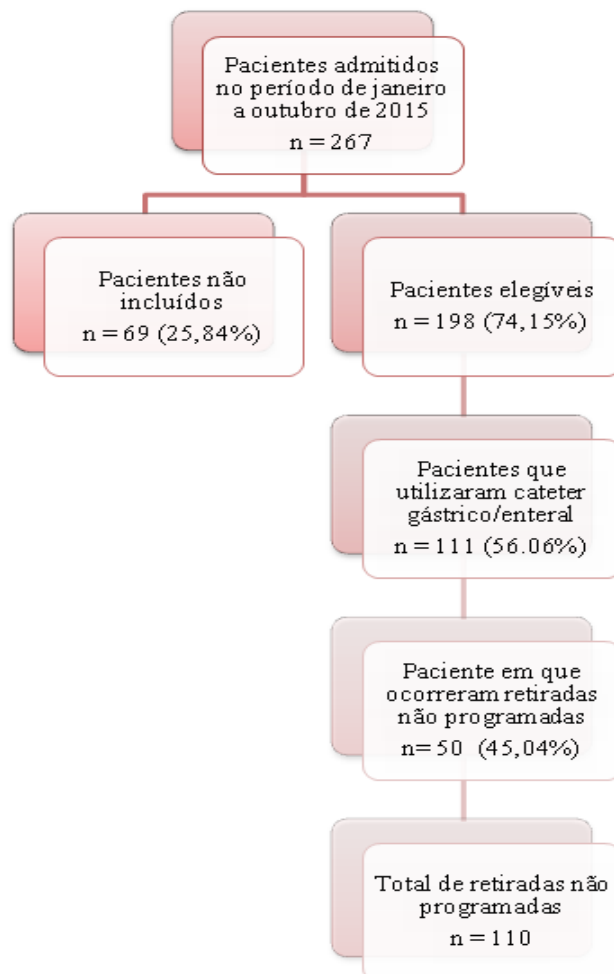 Pacientes admitidos
no período de janeiro
a outubro de 2015
n = 267
Pacientes não
incluídos
n = 69 (25,84%)
Pacientes elegíveis
n = 198 (74,15%)
Pacientes que
utilizaram cateter
gástrico/enteral
n = 111 (56.06%)
Paciente em que
ocorreram retiradas
não programadas
n= 50 (45,04%)
Total de retiradas não
programadas
n = 110